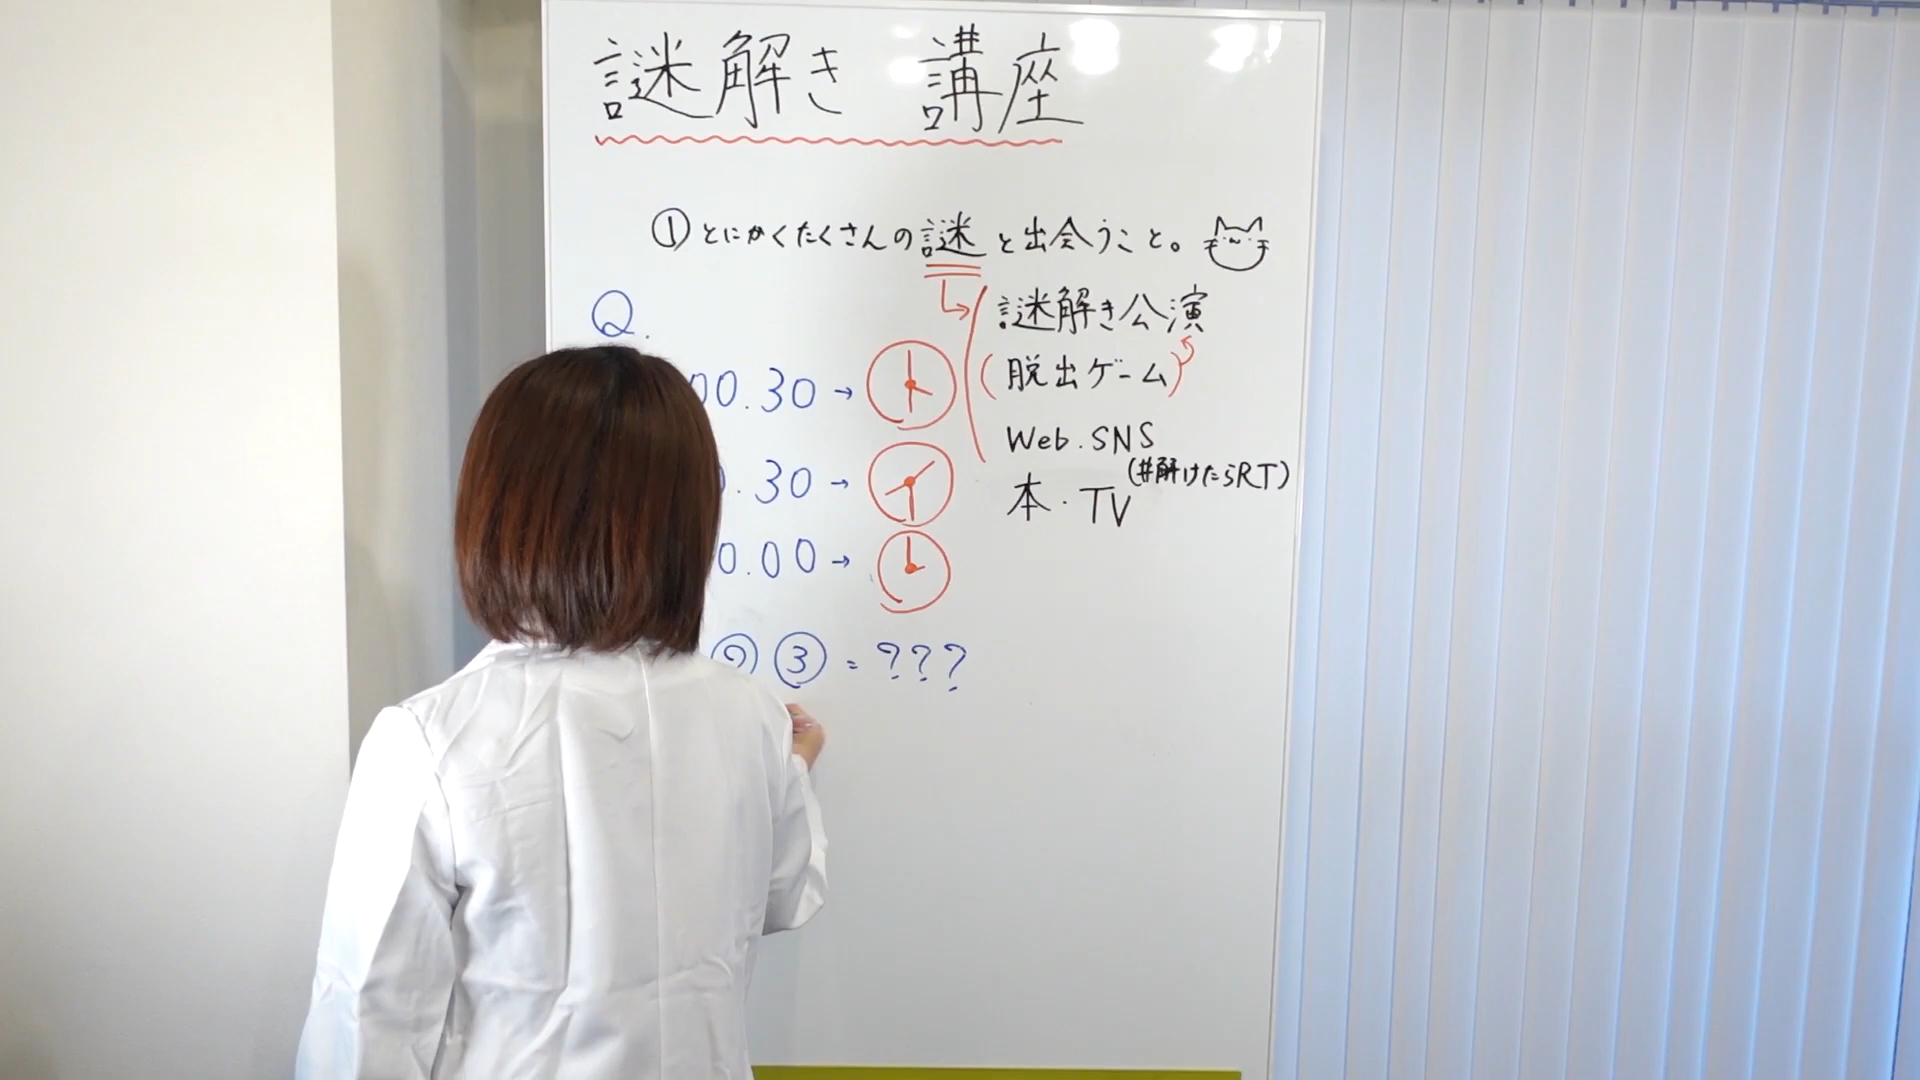 謎解き 講座
①とにかくたくさんの謎と出会うこと。
謎解き公演
(脱出ゲーム)
Web.SNS
(#解けたらRT)
本・TV
Q.
00.30→
.30→
0.00→
② ③ = ???